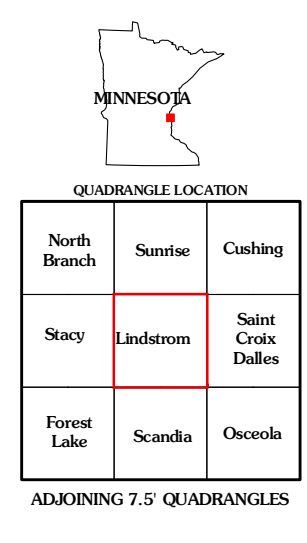 MINNESOTA
QUADRANGLE LOCATION
North
Branch
Sunrise
Cushing
Stacy
Lindstrom
Saint
Croix
Dalles
Forest
Lake
Scandia
Osceola
ADJOINING 7.5' QUADRANGLES